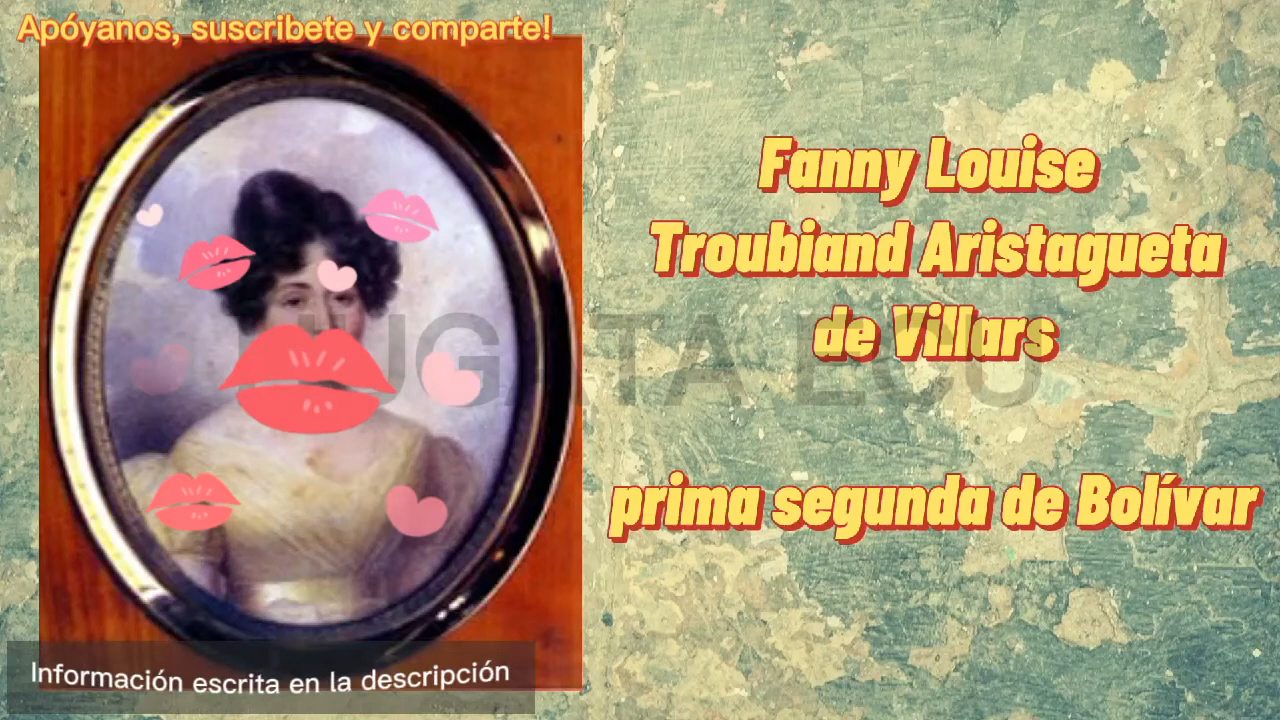 Apóyanos, suscribete y comparte!
Fanny Louise
Troubiand Aristagueta
de Villars
prima segunda de Bolívar
Información escrita en la descripción